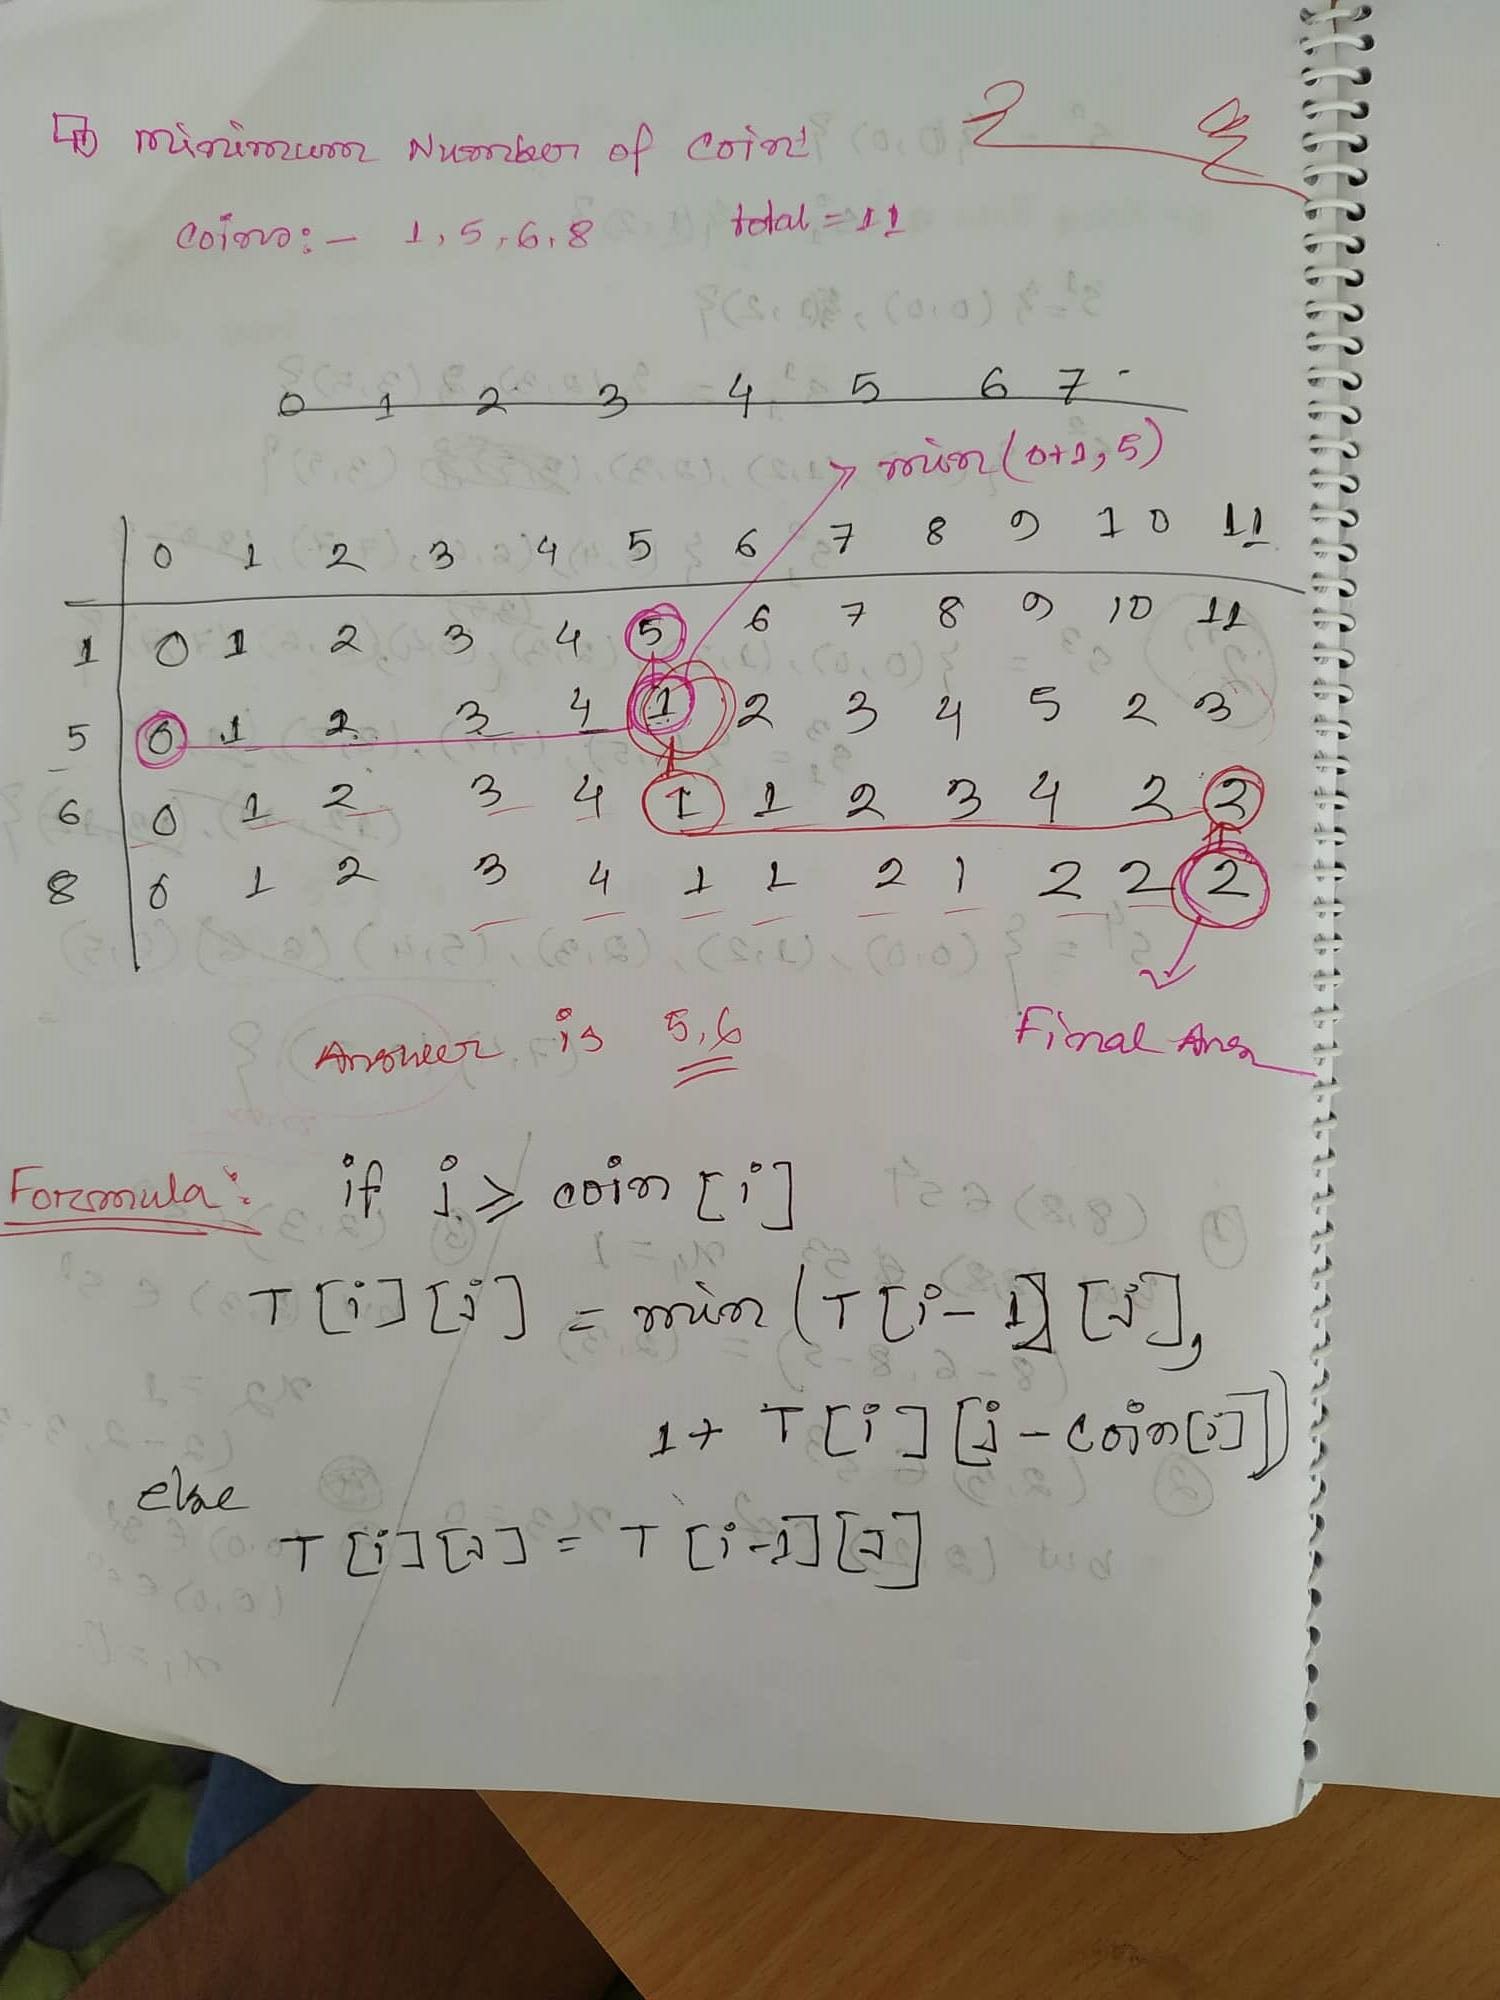 Minimum Number of Coin
Coins:- 1, 5, 6, 8 total = 11
0 1 2 3 4 5 6 7
min(0+1, 5)
0 1 2 3 4 5 6 7 8 9 10 11
1 0 1 2 3 4 5 6 7 8 9 10 11
5 0 1 2 3 4 1 2 3 4 5 2 3
6 0 1 2 3 4 1 1 2 3 4 2 2
8 0 1 2 3 4 1 1 2 1 2 2 2
Answer is 5,6
Final Ans
Formula: if j ≥ coin [i]
T[i][j] = min (T[i-1][j],
1+ T[i][j-coin[i]])
else
T[i][j] = T[i-1][j]